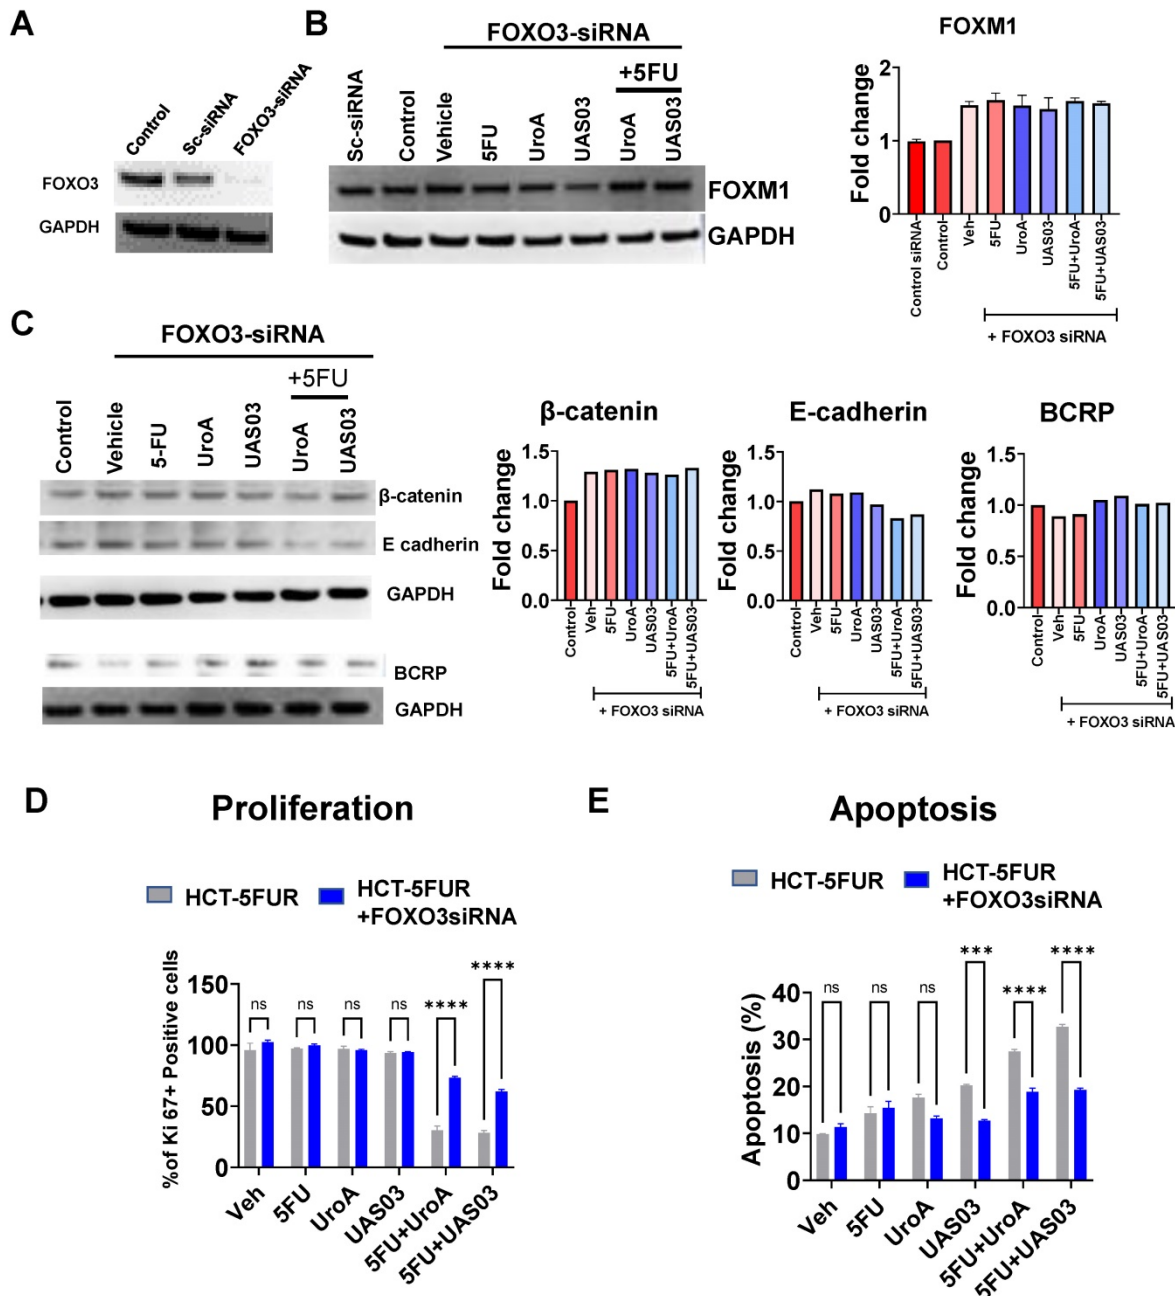 A
Control
Sc-siRNA
FOXO3-siRNA
FOXO3
GAPDH
B
FOXO3-siRNA
+5FU
Sc-siRNA
Control
Vehicle
5FU
UroA
UAS03
UroA
UAS03
FOXM1
GAPDH
FOXM1
Fold change
2
1
0
Control siRNA
Control
Veh
5FU
UroA
UAS03
5FU+UroA
5FU+UAS03
+ FOXO3 siRNA
C
FOXO3-siRNA
+5FU
Control
Vehicle
5-FU
UroA
UAS03
UroA
UAS03
β-catenin
E cadherin
GAPDH
BCRP
GAPDH
β-catenin
Fold change
1.5
1.0
0.5
0.0
Control
Veh
5FU
UroA
UAS03
5FU+UroA
5FU+UAS03
+ FOXO3 siRNA
E-cadherin
Fold change
1.5
1.0
0.5
0.0
Control
Veh
5FU
UroA
UAS03
5FU+UroA
5FU+UAS03
+ FOXO3 siRNA
BCRP
Fold change
1.5
1.0
0.5
0.0
Control
Veh
5FU
UroA
UAS03
5FU+UroA
5FU+UAS03
+ FOXO3 siRNA
D
Proliferation
HCT-5FUR
HCT-5FUR
+FOXO3siRNA
%of Ki 67+ Positive cells
150
100
50
0
ns
ns
ns
ns
****
****
Veh
5FU
UroA
UAS03
5FU+UroA
5FU+UAS03
E
Apoptosis
HCT-5FUR
HCT-5FUR
+FOXO3siRNA
Apoptosis (%)
40
30
20
10
0
ns
ns
ns
***
****
****
Veh
5FU
UroA
UAS03
5FU+UroA
5FU+UAS03